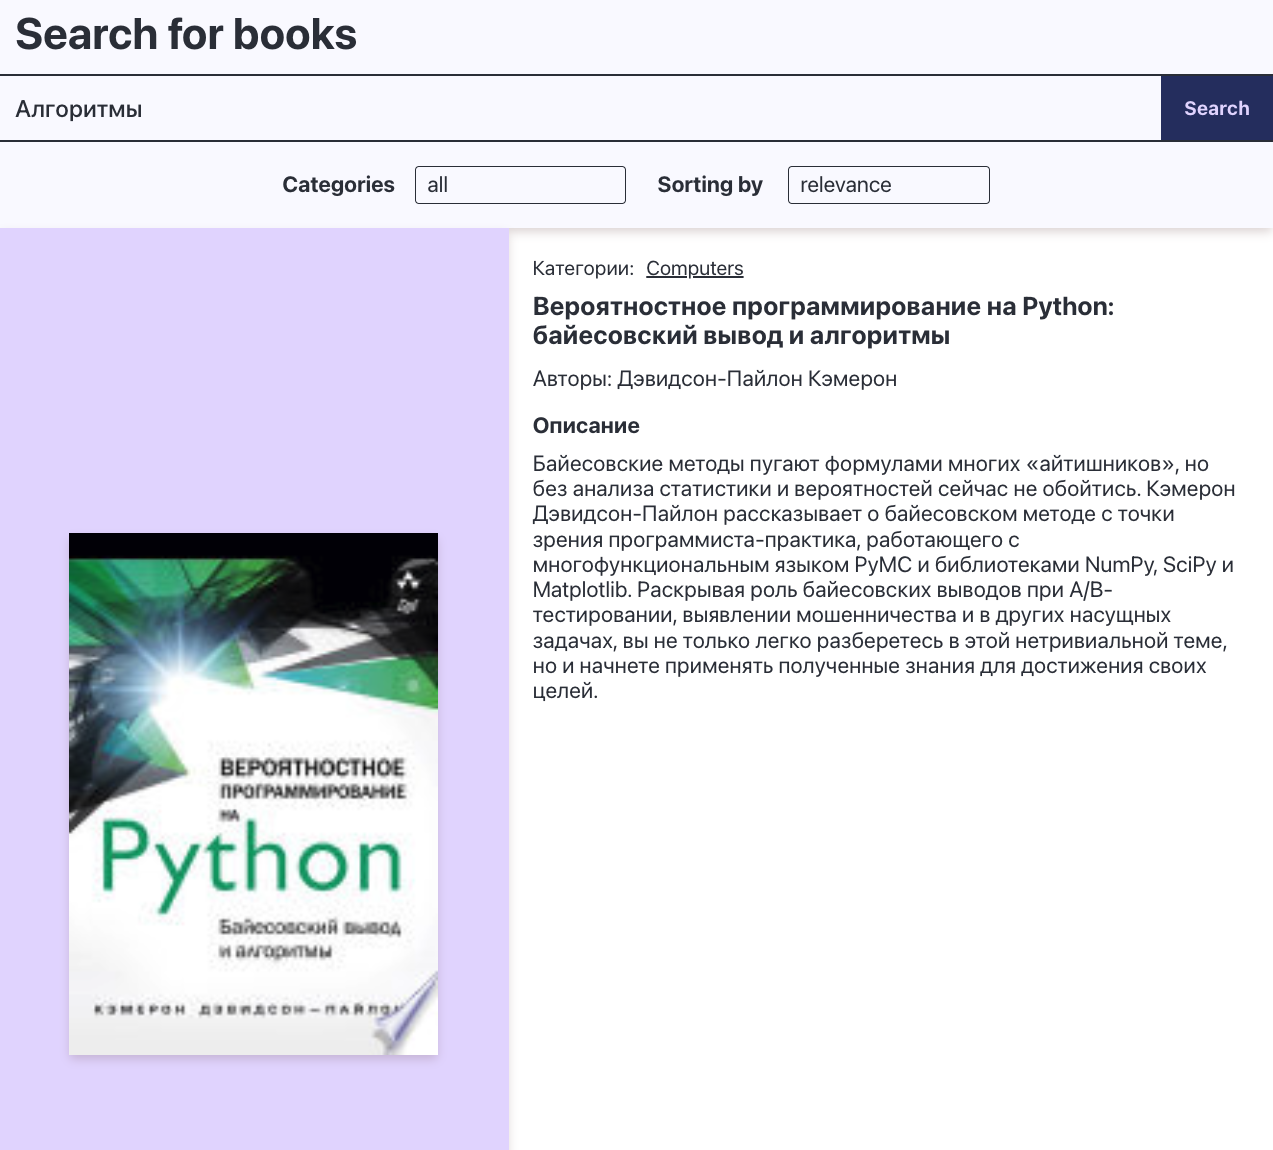 Search for books
Алгоритмы
Search
Categories
all
Sorting by
relevance
Категории: Computers
Вероятностное программирование на Python:
байесовский вывод и алгоритмы
Авторы: Дэвидсон-Пайлон Кэмерон
Описание
Байесовские методы пугают формулами многих «айтишников», но
без анализа статистики и вероятностей сейчас не обойтись. Кэмерон
Дэвидсон-Пайлон рассказывает о байесовском методе с точки
зрения программиста-практика, работающего с
многофункциональным языком PyMC и библиотеками NumPy, SciPy и
Matplotlib. Раскрывая роль байесовских выводов при A/B-
тестировании, выявлении мошенничества и в других насущных
задачах, вы не только легко разберетесь в этой нетривиальной теме,
но и начнете применять полученные знания для достижения своих
целей.
ВЕРОЯТНОСТНОЕ
ПРОГРАММИРОВАНИЕ
НА
Python
Байесовский вывод
и алгоритмы
КЭМЕРОН ДЭВИДСОН–ПАЙЛОН